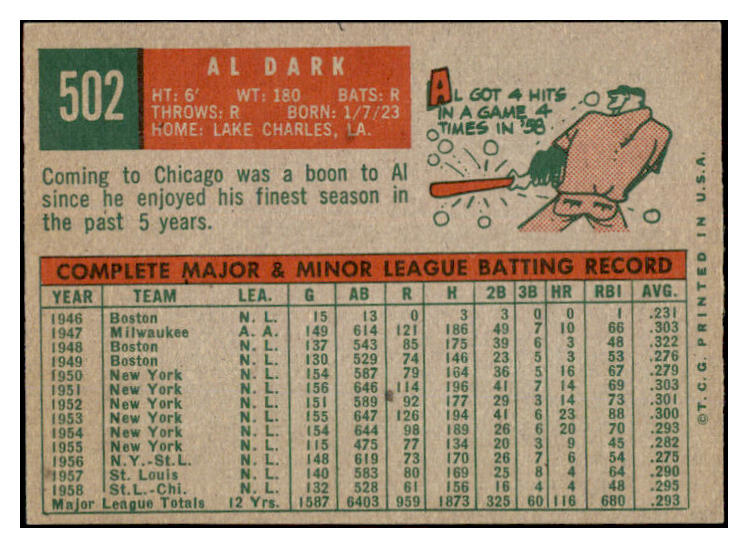 502
AL DARK
HT: 6' WT: 180 BATS: R
THROWS: R BORN: 1/7/23
HOME: LAKE CHARLES, LA.
AL GOT 4 HITS
IN A GAME 4
TIMES IN '58
Coming to Chicago was a boon to Al
since he enjoyed his finest season in
the past 5 years.
COMPLETE MAJOR & MINOR LEAGUE BATTING RECORD
YEAR TEAM LEA. G AB R H 2B 3B HR RBI AVG.
1946 Boston N. L. 15 13 0 3 3 0 0 1 .231
1947 Milwaukee A. A. 149 614 121 186 49 7 10 66 .303
1948 Boston N. L. 137 543 85 175 39 6 3 48 .322
1949 Boston N. L. 130 529 74 146 23 5 3 53 .276
1950 New York N. L. 154 587 79 164 36 5 16 67 .279
1951 New York N. L. 156 646 114 196 41 7 14 69 .303
1952 New York N. L. 151 589 92 177 29 3 14 73 .301
1953 New York N. L. 155 647 126 194 41 6 23 88 .300
1954 New York N. L. 154 644 98 189 26 6 20 70 .293
1955 New York N. L. 115 475 77 134 20 3 9 45 .282
1956 N.Y.-St.L. N. L. 148 619 73 170 26 7 6 54 .275
1957 St. Louis N. L. 140 583 80 169 25 8 4 64 .290
1958 St.L.-Chi. N. L. 132 528 61 156 16 4 4 48 .295
Major League Totals 12 Yrs. 1587 6403 959 1873 325 60 116 680 .293
©T.C.G. PRINTED IN U.S.A.